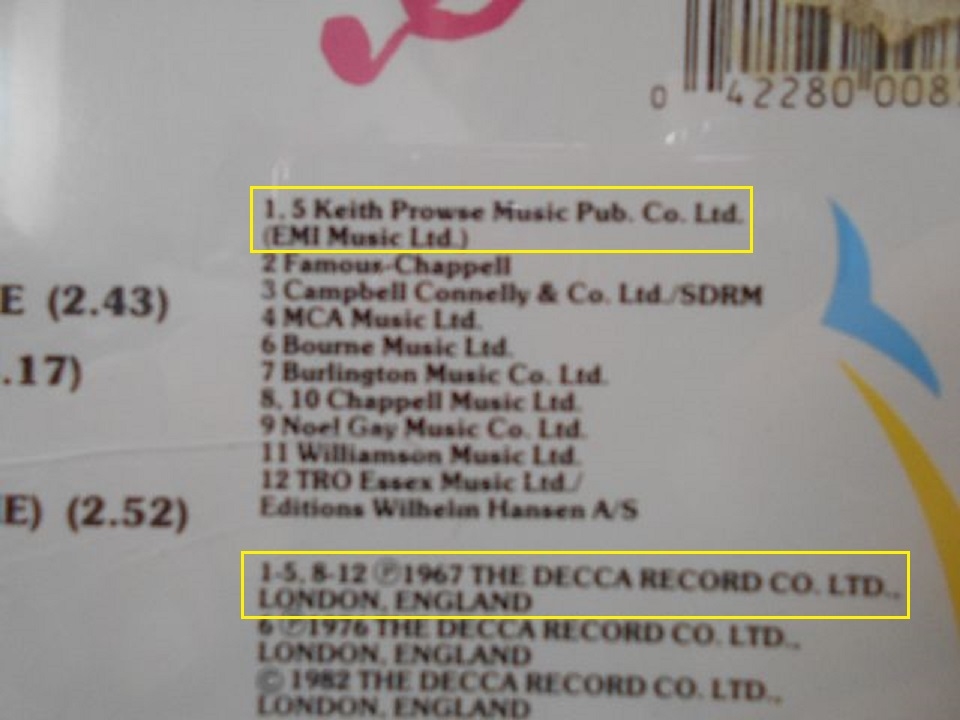 0 42280 008
1, 5 Keith Prowse Music Pub. Co. Ltd.
(EMI Music Ltd.)
2 Famous-Chappell
E (2.43)
3 Campbell Connelly & Co. Ltd./SDRM
4 MCA Music Ltd.
6 Bourne Music Ltd.
.17)
7 Burlington Music Co. Ltd.
8, 10 Chappell Music Ltd.
9 Noel Gay Music Co. Ltd.
11 Williamson Music Ltd.
12 TRO Essex Music Ltd./
E) (2.52)
Editions Wilhelm Hansen A/S
1-5, 8-12 ℗1967 THE DECCA RECORD CO. LTD.,
LONDON, ENGLAND
6 ℗1976 THE DECCA RECORD CO. LTD.,
LONDON, ENGLAND
© 1982 THE DECCA RECORD CO. LTD.,
LONDON, ENGLAND